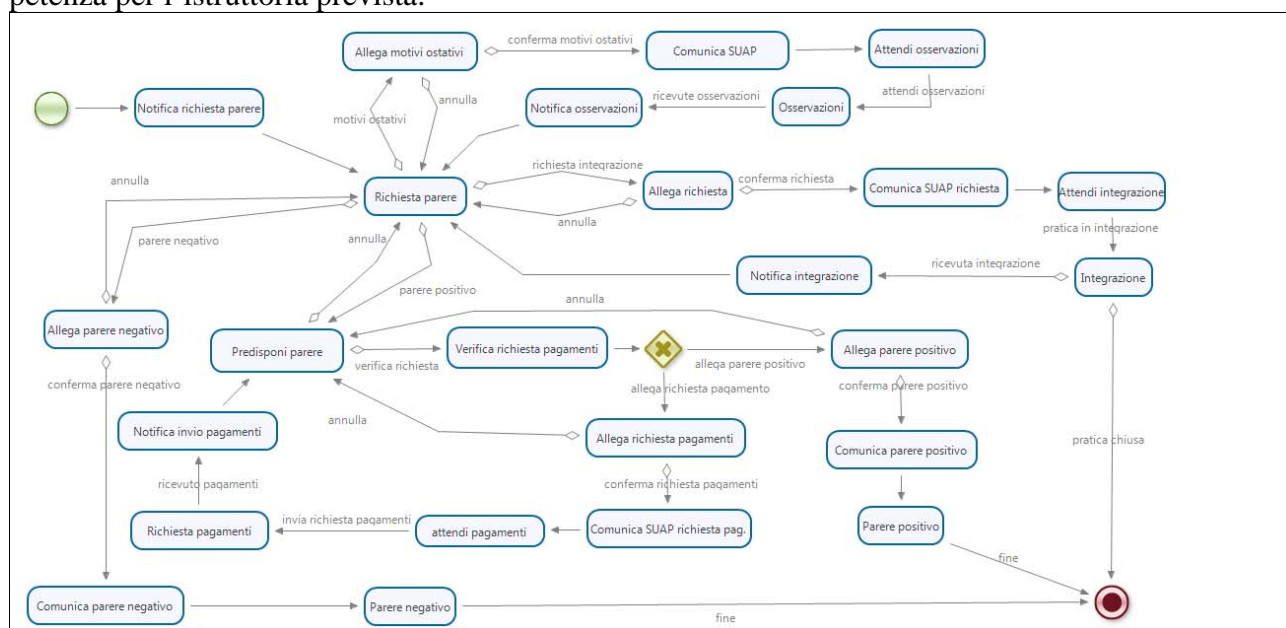 petenza per l'istruttoria prevista.
conferma motivi ostativi
Allega motivi ostativi
Comunica SUAP
Attendi osservazioni
annulla
ricevute osservazioni
attendi osservazioni
Notifica richiesta parere
motivi ostativi
Notifica osservazioni
Osservazioni
richiesta integrazione
conferma richiesta
annulla
Richiesta parere
Allega richiesta
Comunica SUAP richiesta
Attendi integrazione
annulla
pratica in integrazione
parere negativo
annulla
ricevuta integrazione
Notifica integrazione
Integrazione
parere positivo
annulla
Allega parere negativo
Predisponi parere
Verifica richiesta pagamenti
Allega parere positivo
verifica richiesta
allega parere positivo
conferma parere negativo
allega richiesta pagamento
conferma parere positivo
annulla
Notifica invio pagamenti
Allega richiesta pagamenti
pratica chiusa
Comunica parere positivo
ricevuto pagamenti
conferma richiesta pagamenti
invia richiesta pagamenti
Richiesta pagamenti
attendi pagamenti
Comunica SUAP richiesta pag.
Parere positivo
fine
Comunica parere negativo
Parere negativo
fine